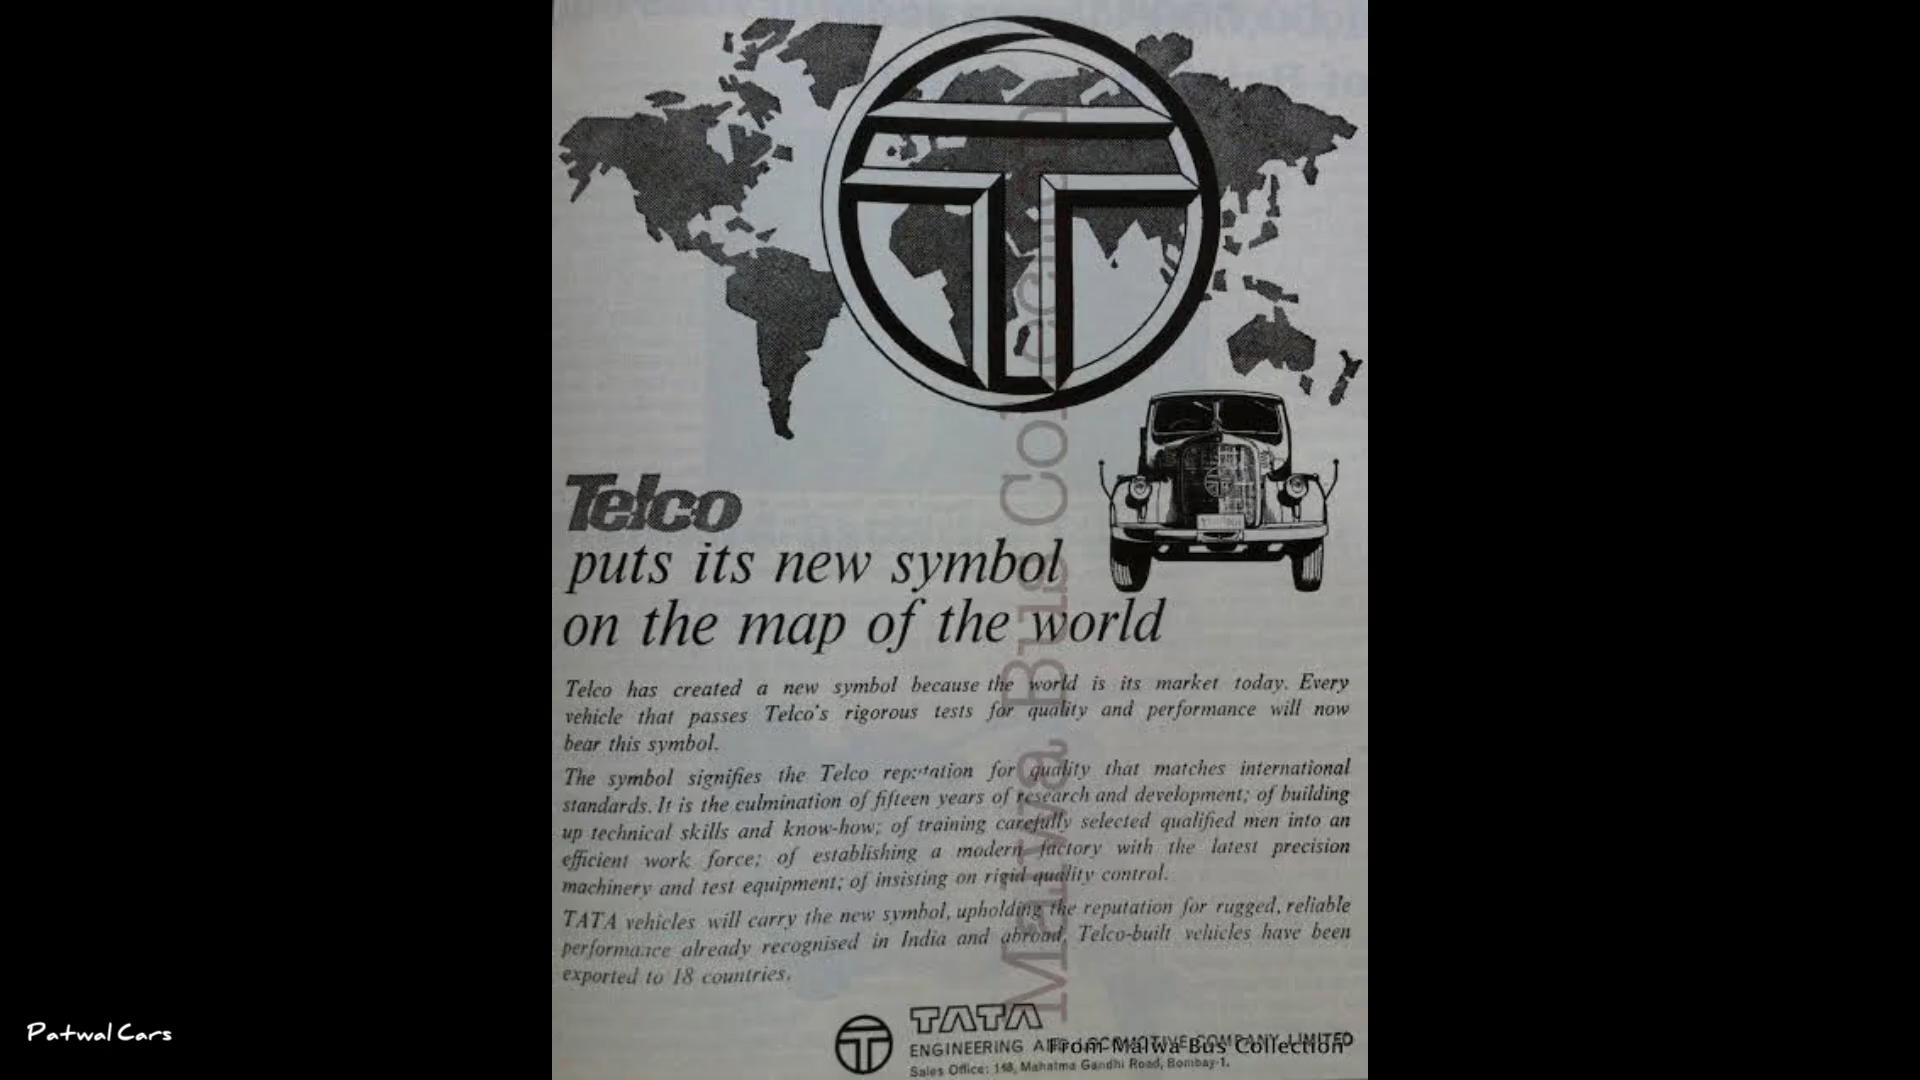 Telco
puts its new symbol
on the map of the world
Telco has created a new symbol because the world is its market today. Every
vehicle that passes Telco's rigorous tests for quality and performance will now
bear this symbol.
The symbol signifies the Telco reputation for quality that matches international
standards. It is the culmination of fifteen years of research and development; of building
up technical skills and know-how; of training carefully selected qualified men into an
efficient work force; of establishing a modern factory with the latest precision
machinery and test equipment; of insisting on rigid quality control.
TATA vehicles will carry the new symbol, upholding the reputation for rugged, reliable
performance already recognised in India and abroad. Telco-built vehicles have been
exported to 18 countries.
TATA
ENGINEERING AND LOCOMOTIVE COMPANY LIMITED
Sales Office: 148, Mahatma Gandhi Road, Bombay-1.
From-Malwa Bus Collection
Malwa Bus Collection
Patwal Cars